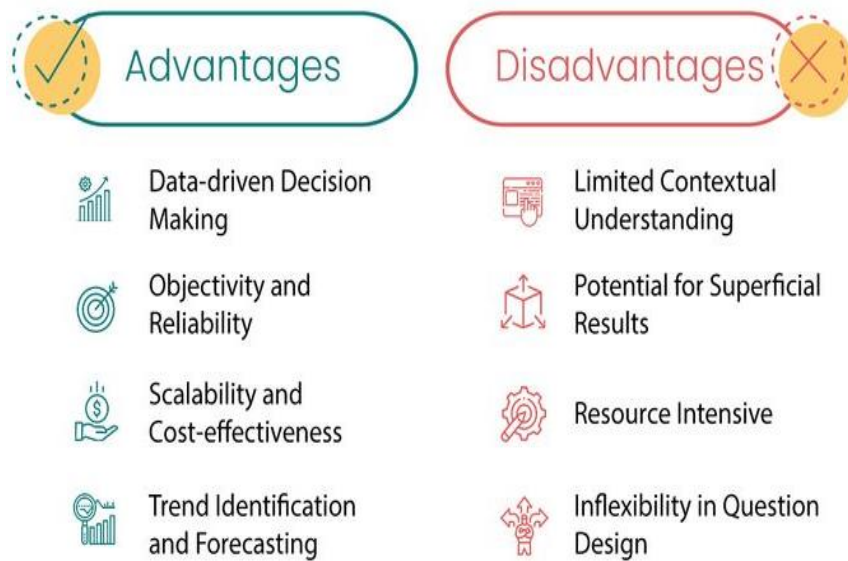 Advantages
Data-driven Decision
Making
Objectivity and
Reliability
Scalability and
Cost-effectiveness
Trend Identification
and Forecasting
Disadvantages
Limited Contextual
Understanding
Potential for Superficial
Results
Resource Intensive
Inflexibility in Question
Design